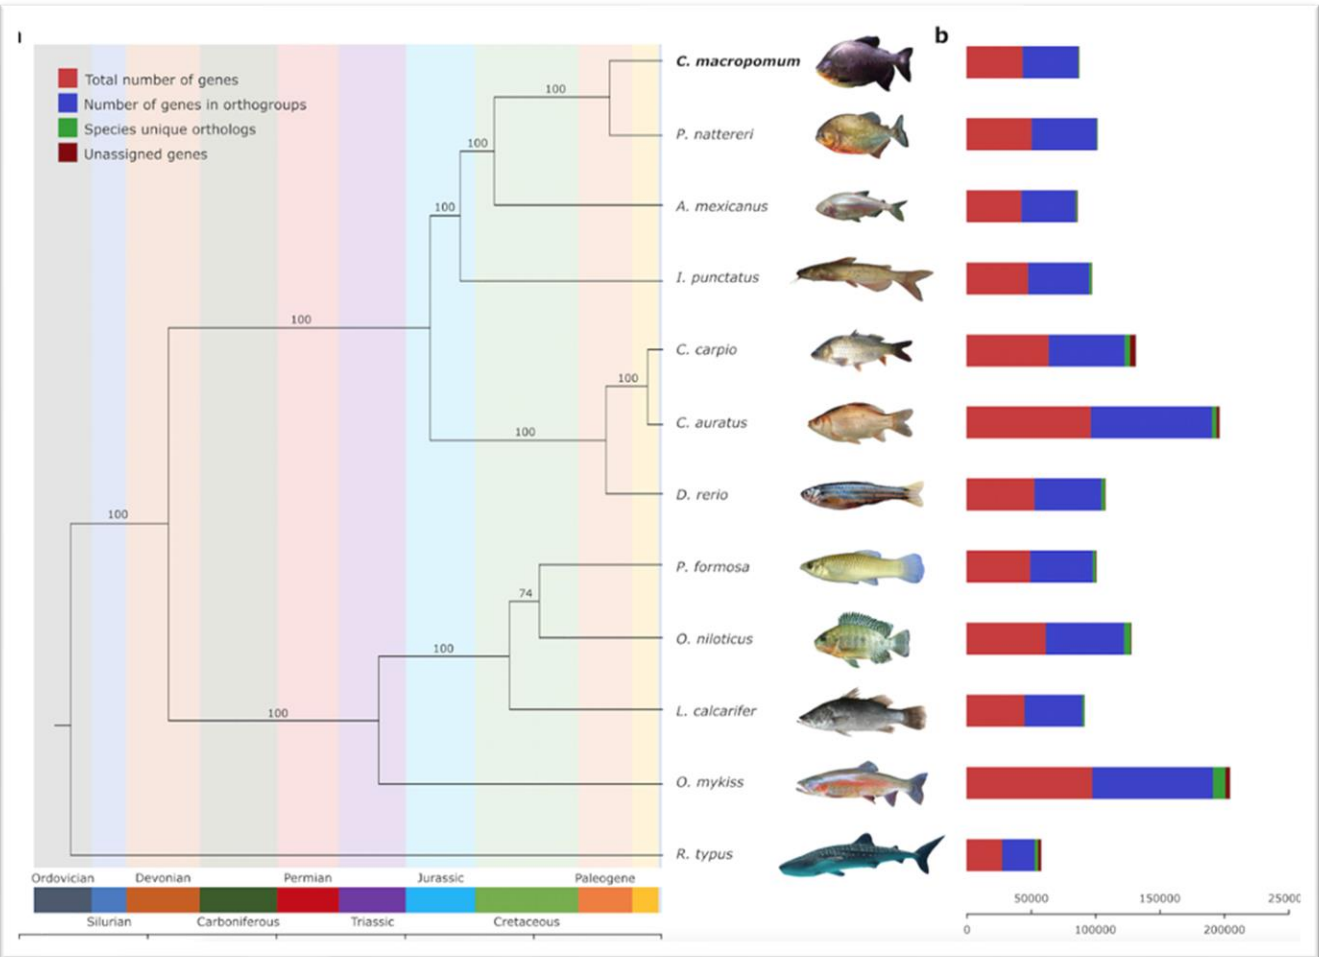 b
Total number of genes
Number of genes in orthogroups
Species unique orthologs
Unassigned genes
C. macropomum
P. nattereri
A. mexicanus
I. punctatus
C. carpio
C. auratus
D. rerio
P. formosa
O. niloticus
L. calcarifer
O. mykiss
R. typus
100
100
100
100
100
100
100
74
100
100
Ordovician Devonian Permian Jurassic Paleogene
Silurian Carboniferous Triassic Cretaceous
50000 150000 25000
0 100000 200000